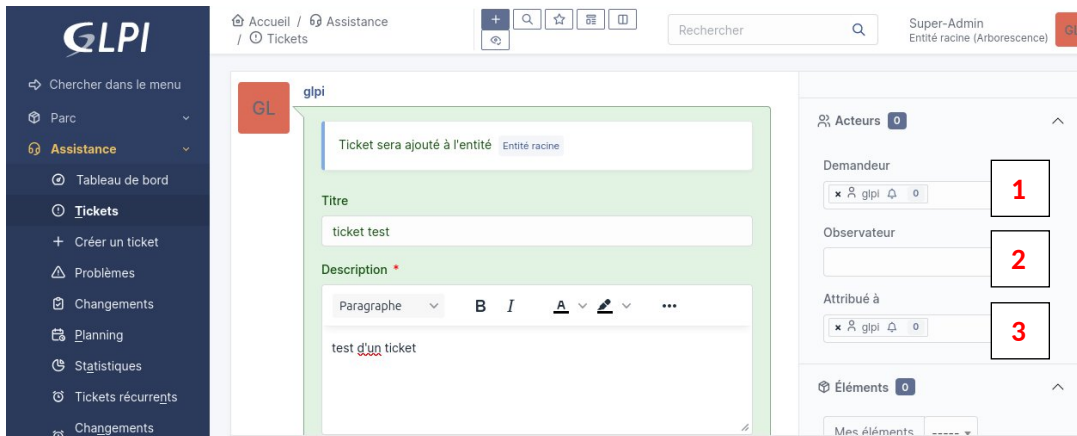 GLPI
Chercher dans le menu
Parc
Assistance
Tableau de bord
Tickets
Créer un ticket
Problèmes
Changements
Planning
Statistiques
Tickets récurrents
Changements
Accueil / Assistance
/ Tickets
Rechercher
Super-Admin
Entité racine (Arborescence)
GL
glpi
GL
Ticket sera ajouté à l'entité Entité racine
Titre
ticket test
Description *
Paragraphe B I A
test d'un ticket
Acteurs 0
Demandeur
× glpi 0
1
Observateur
2
Attribué à
× glpi 0
3
Éléments 0
Mes éléments -----